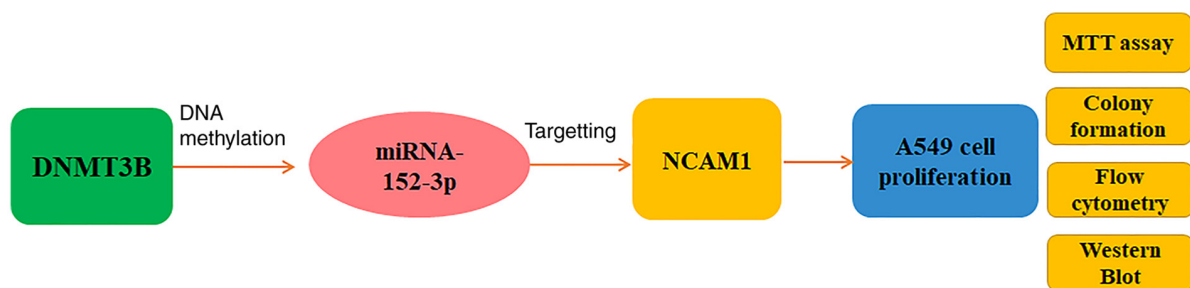 DNMT3B
DNA
methylation
miRNA-
152-3p
Targetting
NCAM1
A549 cell
proliferation
MTT assay
Colony
formation
Flow
cytometry
Western
Blot